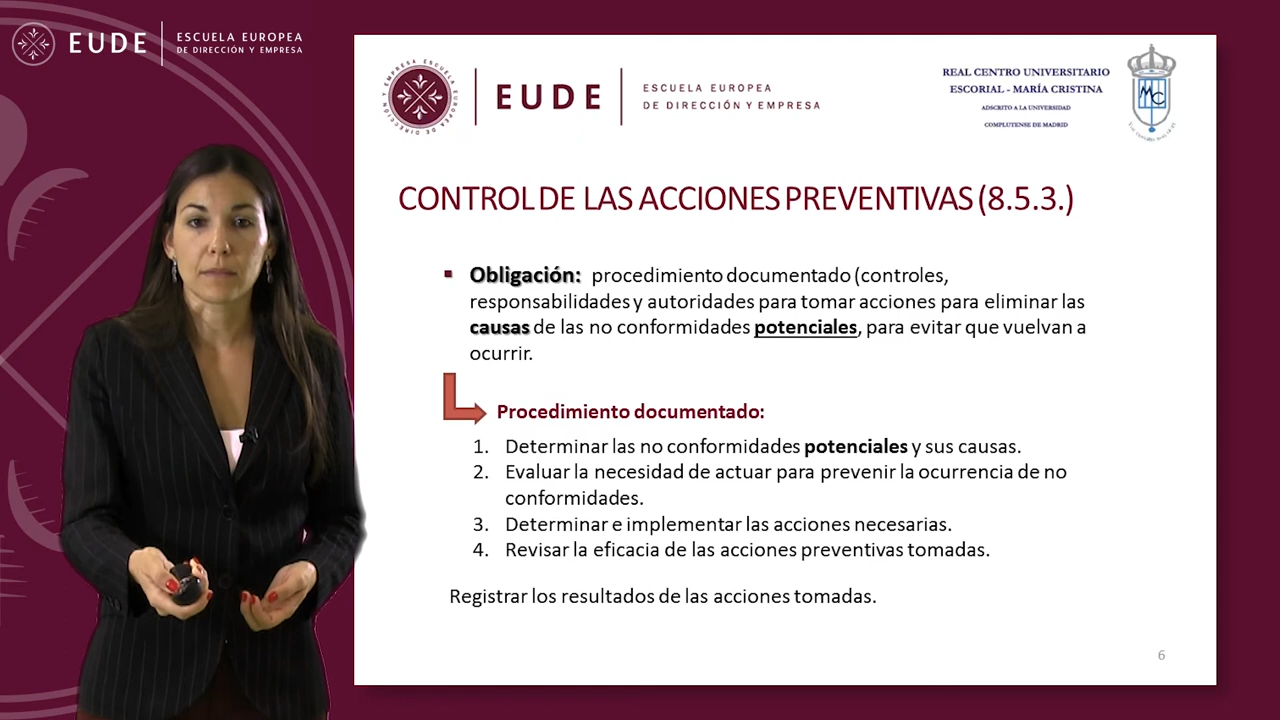 EUDE
ESCUELA EUROPEA
DE DIRECCIÓN Y EMPRESA
EUDE
ESCUELA EUROPEA
DE DIRECCIÓN Y EMPRESA
REAL CENTRO UNIVERSITARIO
ESCORIAL - MARÍA CRISTINA
ADSCRITO A LA UNIVERSIDAD
COMPLUTENSE DE MADRID
MC
CONTROL DE LAS ACCIONES PREVENTIVAS (8.5.3.)
▪ Obligación: procedimiento documentado (controles,
responsabilidades y autoridades para tomar acciones para eliminar las
causas de las no conformidades potenciales, para evitar que vuelvan a
ocurrir.
Procedimiento documentado:
1. Determinar las no conformidades potenciales y sus causas.
2. Evaluar la necesidad de actuar para prevenir la ocurrencia de no
conformidades.
3. Determinar e implementar las acciones necesarias.
4. Revisar la eficacia de las acciones preventivas tomadas.
Registrar los resultados de las acciones tomadas.
6